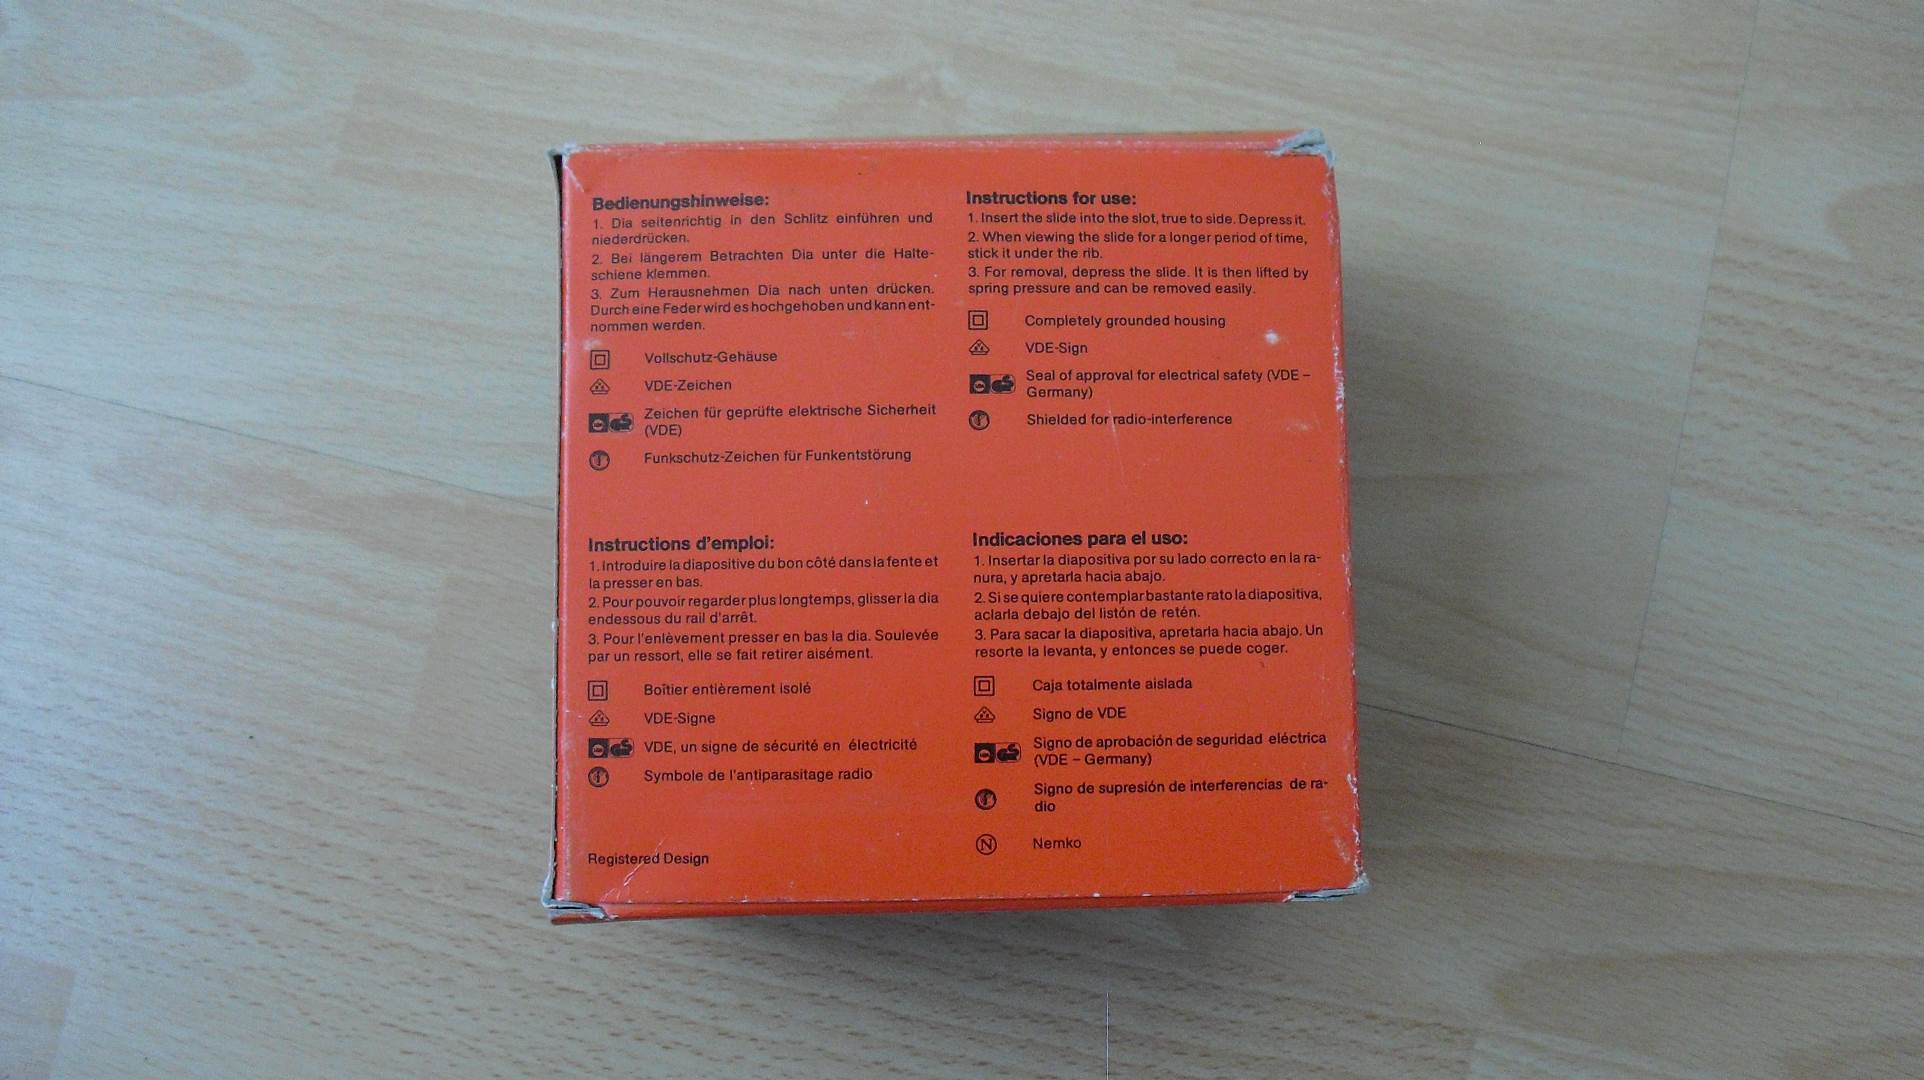 Bedienungshinweise:
1. Dia seitenrichtig in den Schlitz einführen und
niederdrücken.
2. Bei längerem Betrachten Dia unter die Halte-
schiene klemmen.
3. Zum Herausnehmen Dia nach unten drücken.
Durch eine Feder wird es hochgehoben und kann ent-
nommen werden.
Vollschutz-Gehäuse
VDE-Zeichen
Zeichen für geprüfte elektrische Sicherheit
(VDE)
Funkschutz-Zeichen für Funkentstörung
Instructions for use:
1. Insert the slide into the slot, true to side. Depress it.
2. When viewing the slide for a longer period of time,
stick it under the rib.
3. For removal, depress the slide. It is then lifted by
spring pressure and can be removed easily.
Completely grounded housing
VDE-Sign
Seal of approval for electrical safety (VDE –
Germany)
Shielded for radio-interference
Instructions d'emploi:
1. Introduire la diapositive du bon côté dans la fente et
la presser en bas.
2. Pour pouvoir regarder plus longtemps, glisser la dia
endessous du rail d'arrêt.
3. Pour l'enlèvement presser en bas la dia. Soulevée
par un ressort, elle se fait retirer aisément.
Boîtier entièrement isolé
VDE-Signe
VDE, un signe de sécurité en électricité
Symbole de l'antiparasitage radio
Registered Design
Indicaciones para el uso:
1. Insertar la diapositiva por su lado correcto en la ra-
nura, y apretarla hacia abajo.
2. Si se quiere contemplar bastante rato la diapositiva,
aclarla debajo del listón de retén.
3. Para sacar la diapositiva, apretarla hacia abajo. Un
resorte la levanta, y entonces se puede coger.
Caja totalmente aislada
Signo de VDE
Signo de aprobación de seguridad eléctrica
(VDE – Germany)
Signo de supresión de interferencias de ra-
dio
N Nemko